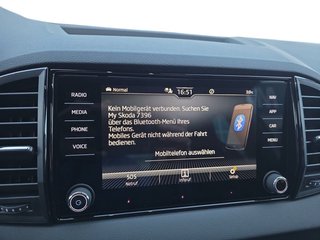 Normal
16:51
RADIO
MEDIA
PHONE
VOICE
Kein Mobilgerät verbunden. Suchen Sie
My Skoda 7396
über das Bluetooth-Menü Ihres
Telefons.
Mobiles Gerät nicht während der Fahrt
bedienen.
Mobiltelefon auswählen
SOS
Notruf
Inforuf
Setup
NAV
APP
CAR
MENU